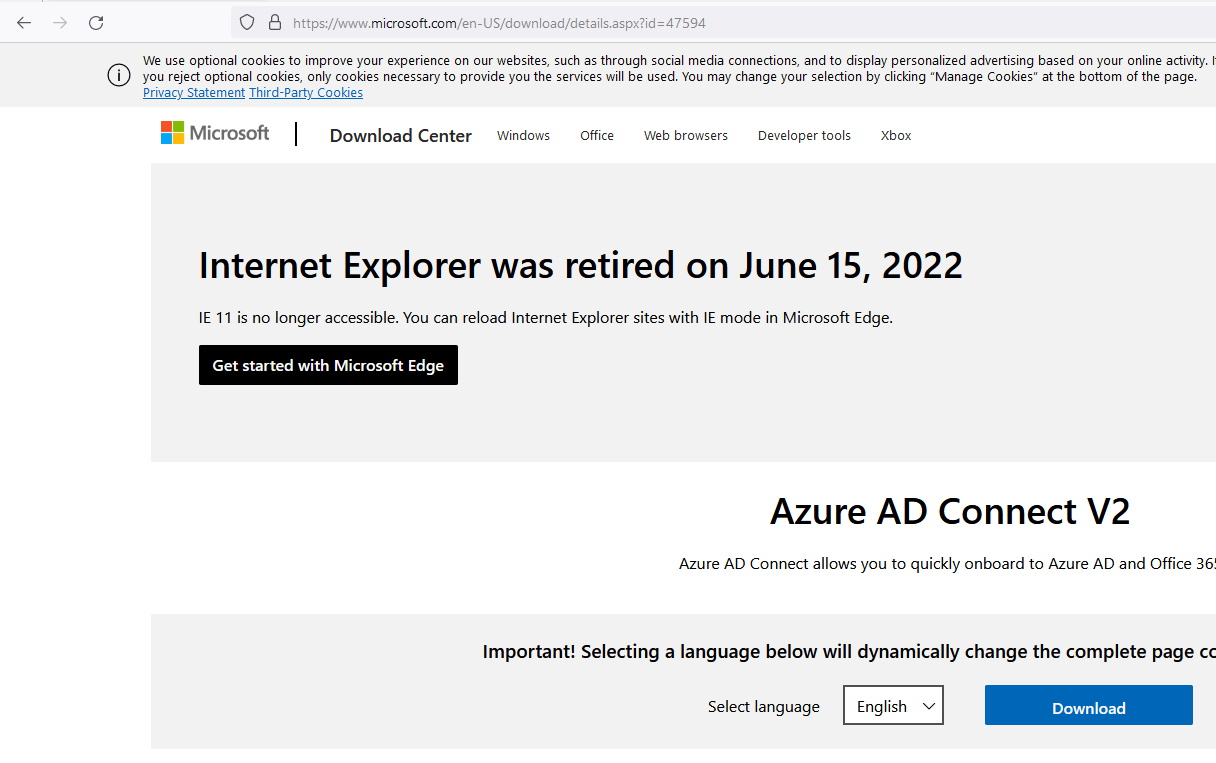 https://www.microsoft.com/en-US/download/details.aspx?id=47594
We use optional cookies to improve your experience on our websites, such as through social media connections, and to display personalized advertising based on your online activity.
you reject optional cookies, only cookies necessary to provide you the services will be used. You may change your selection by clicking “Manage Cookies” at the bottom of the page.
Privacy Statement Third-Party Cookies
Microsoft Download Center Windows Office Web browsers Developer tools Xbox
Internet Explorer was retired on June 15, 2022
IE 11 is no longer accessible. You can reload Internet Explorer sites with IE mode in Microsoft Edge.
Get started with Microsoft Edge
Azure AD Connect V2
Azure AD Connect allows you to quickly onboard to Azure AD and Office 365
Important! Selecting a language below will dynamically change the complete page co
Select language English Download